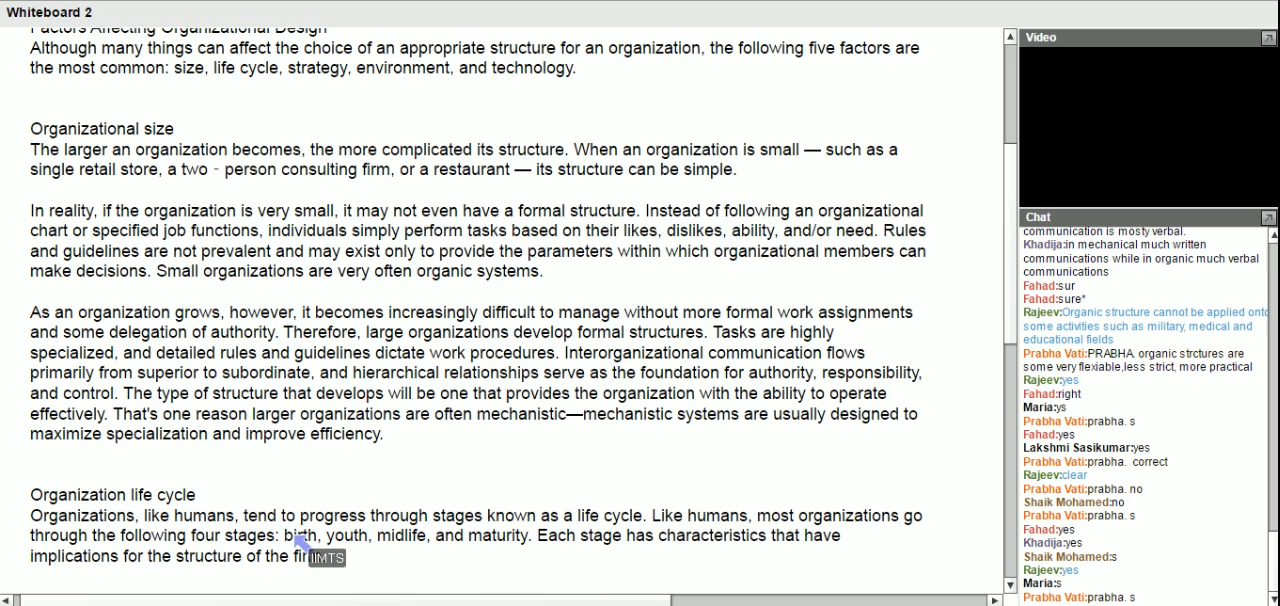 Whiteboard 2
Factors Affecting Organizational Design
Although many things can affect the choice of an appropriate structure for an organization, the following five factors are
the most common: size, life cycle, strategy, environment, and technology.
Organizational size
The larger an organization becomes, the more complicated its structure. When an organization is small — such as a
single retail store, a two - person consulting firm, or a restaurant — its structure can be simple.
In reality, if the organization is very small, it may not even have a formal structure. Instead of following an organizational
chart or specified job functions, individuals simply perform tasks based on their likes, dislikes, ability, and/or need. Rules
and guidelines are not prevalent and may exist only to provide the parameters within which organizational members can
make decisions. Small organizations are very often organic systems.
As an organization grows, however, it becomes increasingly difficult to manage without more formal work assignments
and some delegation of authority. Therefore, large organizations develop formal structures. Tasks are highly
specialized, and detailed rules and guidelines dictate work procedures. Interorganizational communication flows
primarily from superior to subordinate, and hierarchical relationships serve as the foundation for authority, responsibility,
and control. The type of structure that develops will be one that provides the organization with the ability to operate
effectively. That's one reason larger organizations are often mechanistic—mechanistic systems are usually designed to
maximize specialization and improve efficiency.
Organization life cycle
Organizations, like humans, tend to progress through stages known as a life cycle. Like humans, most organizations go
through the following four stages: birth, youth, midlife, and maturity. Each stage has characteristics that have
implications for the structure of the
IMTS
Video
Chat
communication is mosty verbal.
Khadija:in mechanical much written
communications while in organic much verbal
communications
Fahad:sur
Fahad:sure*
Rajeev:Organic structure cannot be applied onto
some activities such as military, medical and
educational fields
Prabha Vati:PRABHA. organic strctures are
some very flexiable,less strict, more practical
Rajeev:yes
Fahad:right
Maria:ys
Prabha Vati:prabha. s
Fahad:yes
Lakshmi Sasikumar:yes
Prabha Vati:prabha. correct
Rajeev:clear
Prabha Vati:prabha. no
Shaik Mohamed:no
Prabha Vati:prabha. s
Fahad:yes
Khadija:yes
Shaik Mohamed:s
Rajeev:yes
Maria:s
Prabha Vati:prabha. s